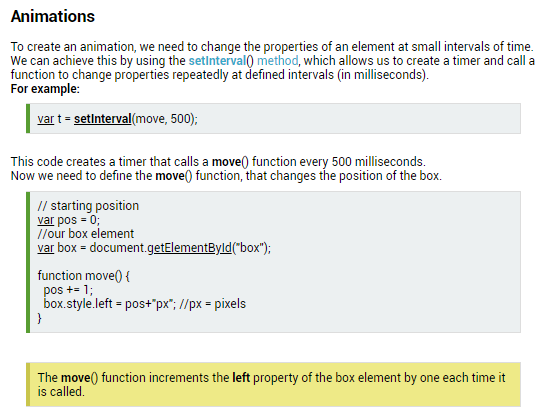 Animations
To create an animation, we need to change the properties of an element at small intervals of time.
We can achieve this by using the setInterval() method, which allows us to create a timer and call a
function to change properties repeatedly at defined intervals (in milliseconds).
For example:
var t = setInterval(move, 500);
This code creates a timer that calls a move() function every 500 milliseconds.
Now we need to define the move() function, that changes the position of the box.
// starting position
var pos = 0;
//our box element
var box = document.getElementById("box");
function move() {
pos += 1;
box.style.left = pos+"px"; //px = pixels
}
The move() function increments the left property of the box element by one each time it
is called.